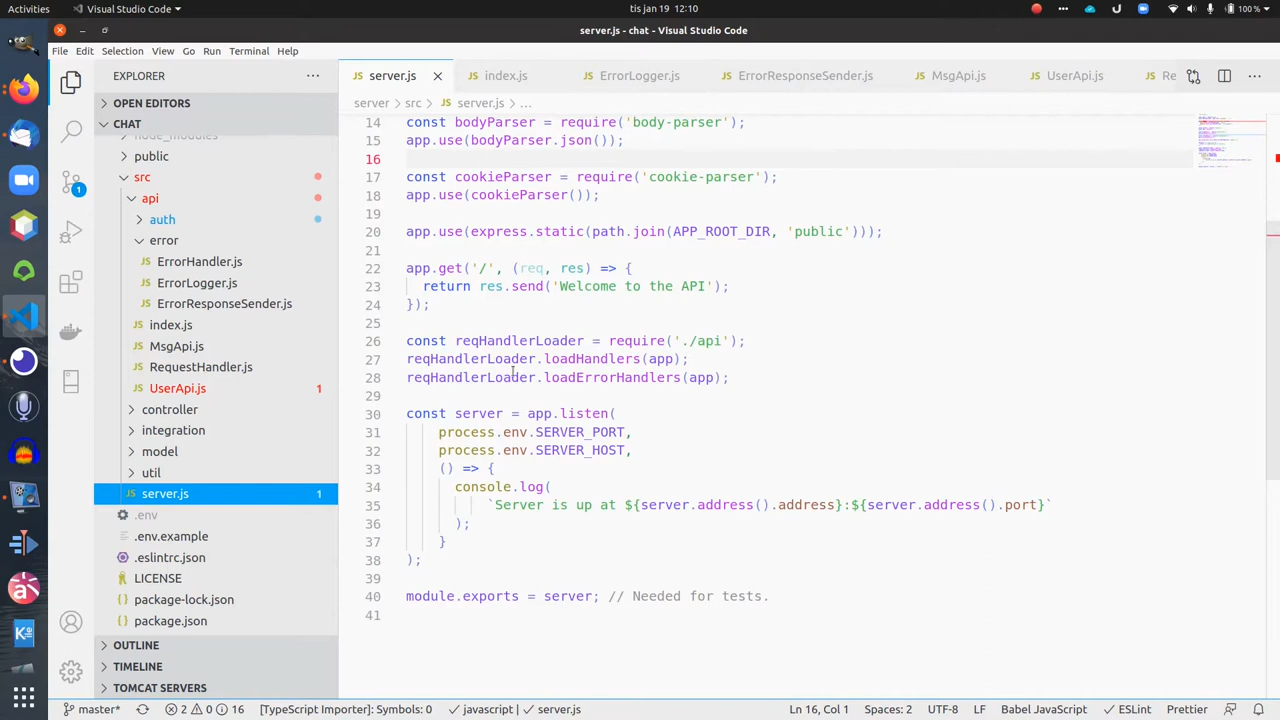 Activities
Visual Studio Code
tis jan 19 12:10
100 %
server.js - chat - Visual Studio Code
File Edit Selection View Go Run Terminal Help
EXPLORER
server.js
index.js
ErrorLogger.js
ErrorResponseSender.js
MsgApi.js
UserApi.js
Re
OPEN EDITORS
CHAT
node_modules
public
src
api
auth
error
ErrorHandler.js
ErrorLogger.js
ErrorResponseSender.js
index.js
MsgApi.js
RequestHandler.js
UserApi.js 1
controller
integration
model
util
server.js 1
.env
.env.example
.eslintrc.json
LICENSE
package-lock.json
package.json
OUTLINE
TIMELINE
TOMCAT SERVERS
1
server > src > server.js > ...
14 const bodyParser = require('body-parser');
15 app.use(bodyParser.json());
16
17 const cookieParser = require('cookie-parser');
18 app.use(cookieParser());
19
20 app.use(express.static(path.join(APP_ROOT_DIR, 'public')));
21
22 app.get('/', (req, res) => {
23 return res.send('Welcome to the API');
24 });
25
26 const reqHandlerLoader = require('./api');
27 reqHandlerLoader.loadHandlers(app);
28 reqHandlerLoader.loadErrorHandlers(app);
29
30 const server = app.listen(
31 process.env.SERVER_PORT,
32 process.env.SERVER_HOST,
33 () => {
34 console.log(
35 `Server is up at ${server.address().address}:${server.address().port}`
36 );
37 }
38 );
39
40 module.exports = server; // Needed for tests.
41
master* 2 0 16 [TypeScript Importer]: Symbols: 0 javascript | server.js Ln 16, Col 1 Spaces: 2 UTF-8 LF Babel JavaScript ESLint Prettier